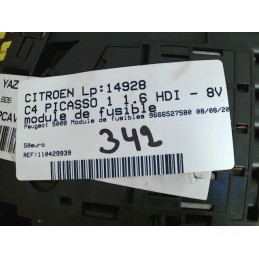 YAZ
CITROEN Lp:14928
C4 PICASSO 1 1.6 HDI - 8V
module de fusible
Peugeot 5008 Module de fusibles 9666527580 08/08/20
342
50euro
REF:110429939